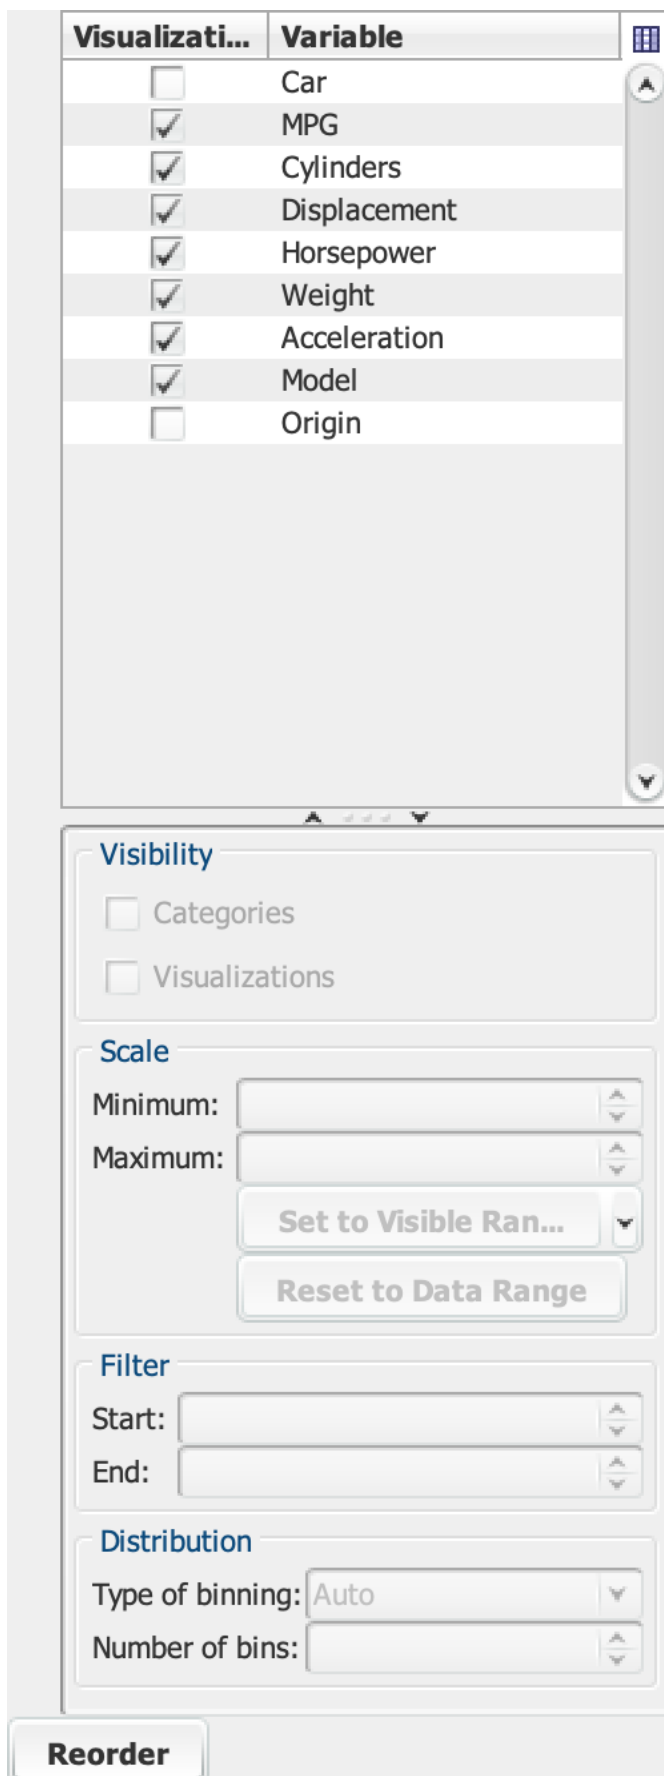 Visualizati... Variable
Car
MPG
Cylinders
Displacement
Horsepower
Weight
Acceleration
Model
Origin
Visibility
Categories
Visualizations
Scale
Minimum:
Maximum:
Set to Visible Ran...
Reset to Data Range
Filter
Start:
End:
Distribution
Type of binning: Auto
Number of bins:
Reorder